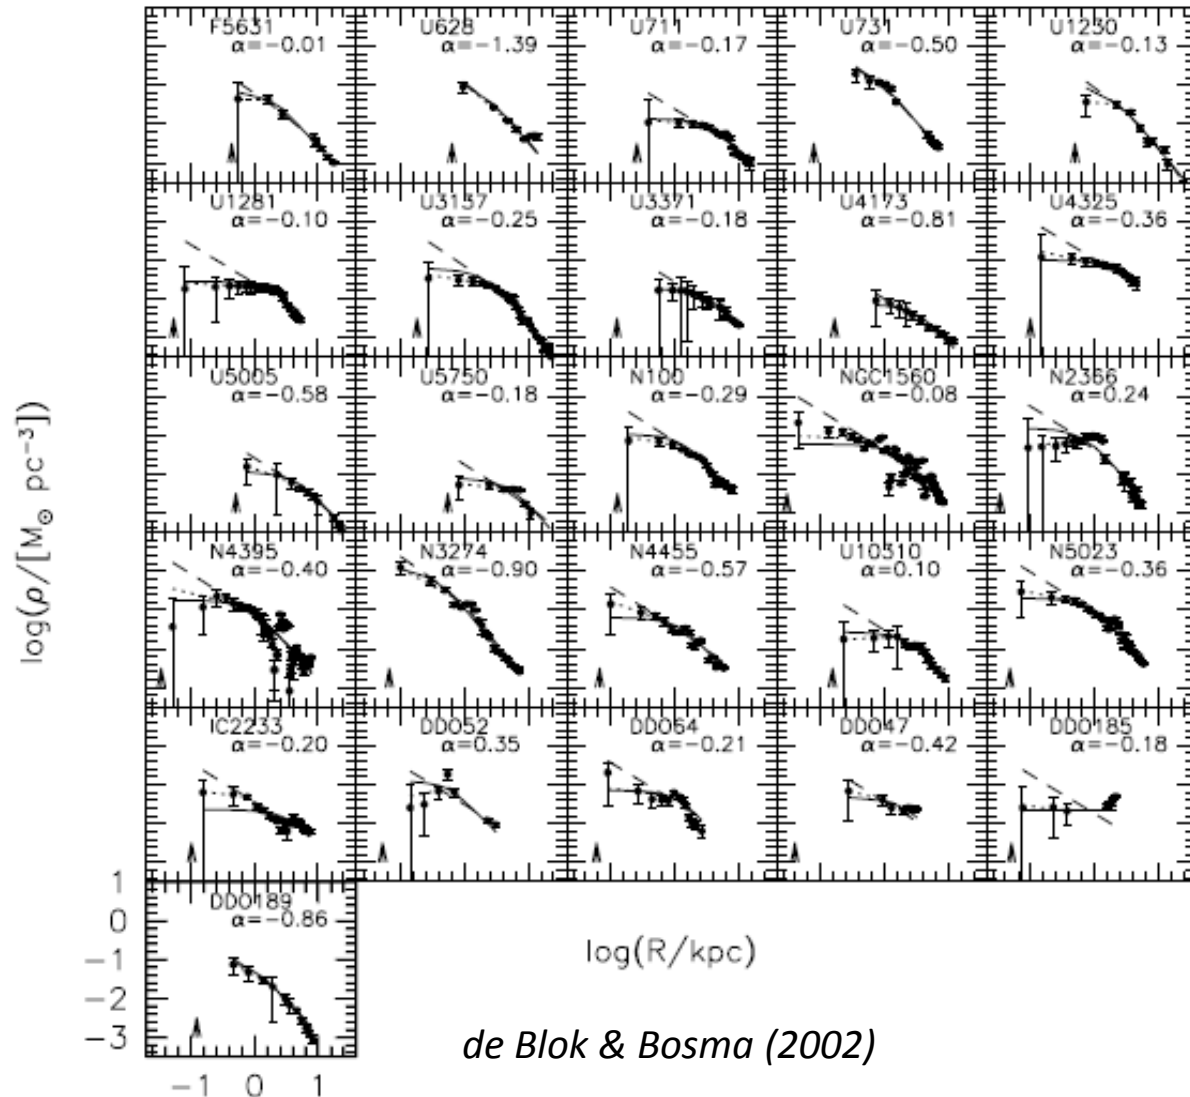 F5631 U628 U711 U731 U1230
α=−0.01 α=−1.39 α=−0.17 α=−0.50 α=−0.13
U1281 U3157 U3371 U4173 U4325
α=−0.10 α=−0.25 α=−0.18 α=−0.81 α=−0.36
U5005 U5750 N100 NGC1560 N2366
α=−0.58 α=−0.18 α=−0.29 α=−0.08 α=0.24
log(ρ/[M⊙ pc⁻³])
N4395 N3274 N4455 U10310 N5023
α=−0.40 α=−0.90 α=−0.57 α=0.10 α=−0.36
IC2233 DDO52 DDO64 DDO47 DDO185
α=−0.20 α=0.35 α=−0.21 α=−0.42 α=−0.18
1
DDO189
0
α=−0.86
−1
−2
−3
−1 0 1
log(R/kpc)
de Blok & Bosma (2002)